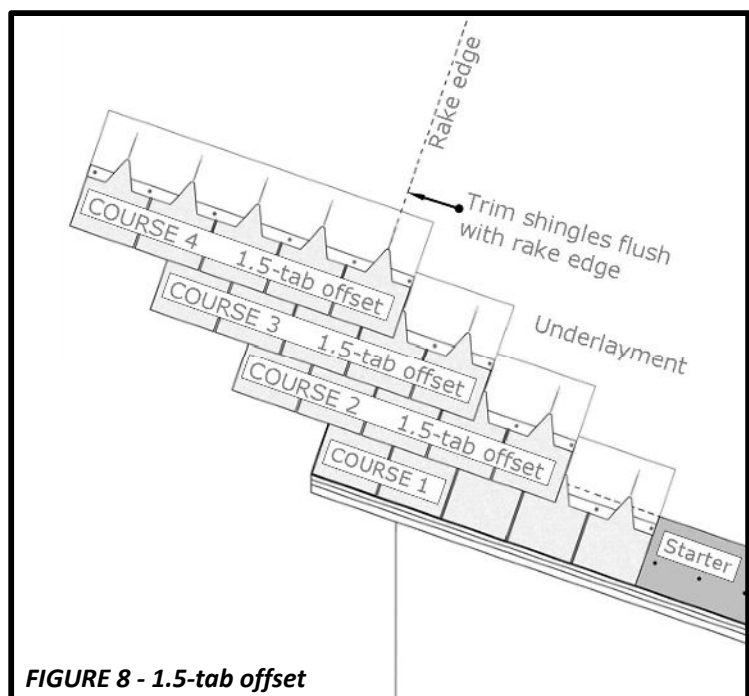 Rake edge
Trim shingles flush
with rake edge
COURSE 4 1.5-tab offset
Underlayment
COURSE 3 1.5-tab offset
COURSE 2 1.5-tab offset
COURSE 1
Starter
FIGURE 8 - 1.5-tab offset